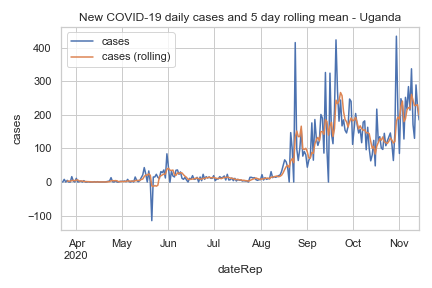 New COVID-19 daily cases and 5 day rolling mean - Uganda
cases
cases (rolling)
400
300
200
100
0
−100
cases
Apr
2020
May
Jun
Jul
Aug
Sep
Oct
Nov
dateRep